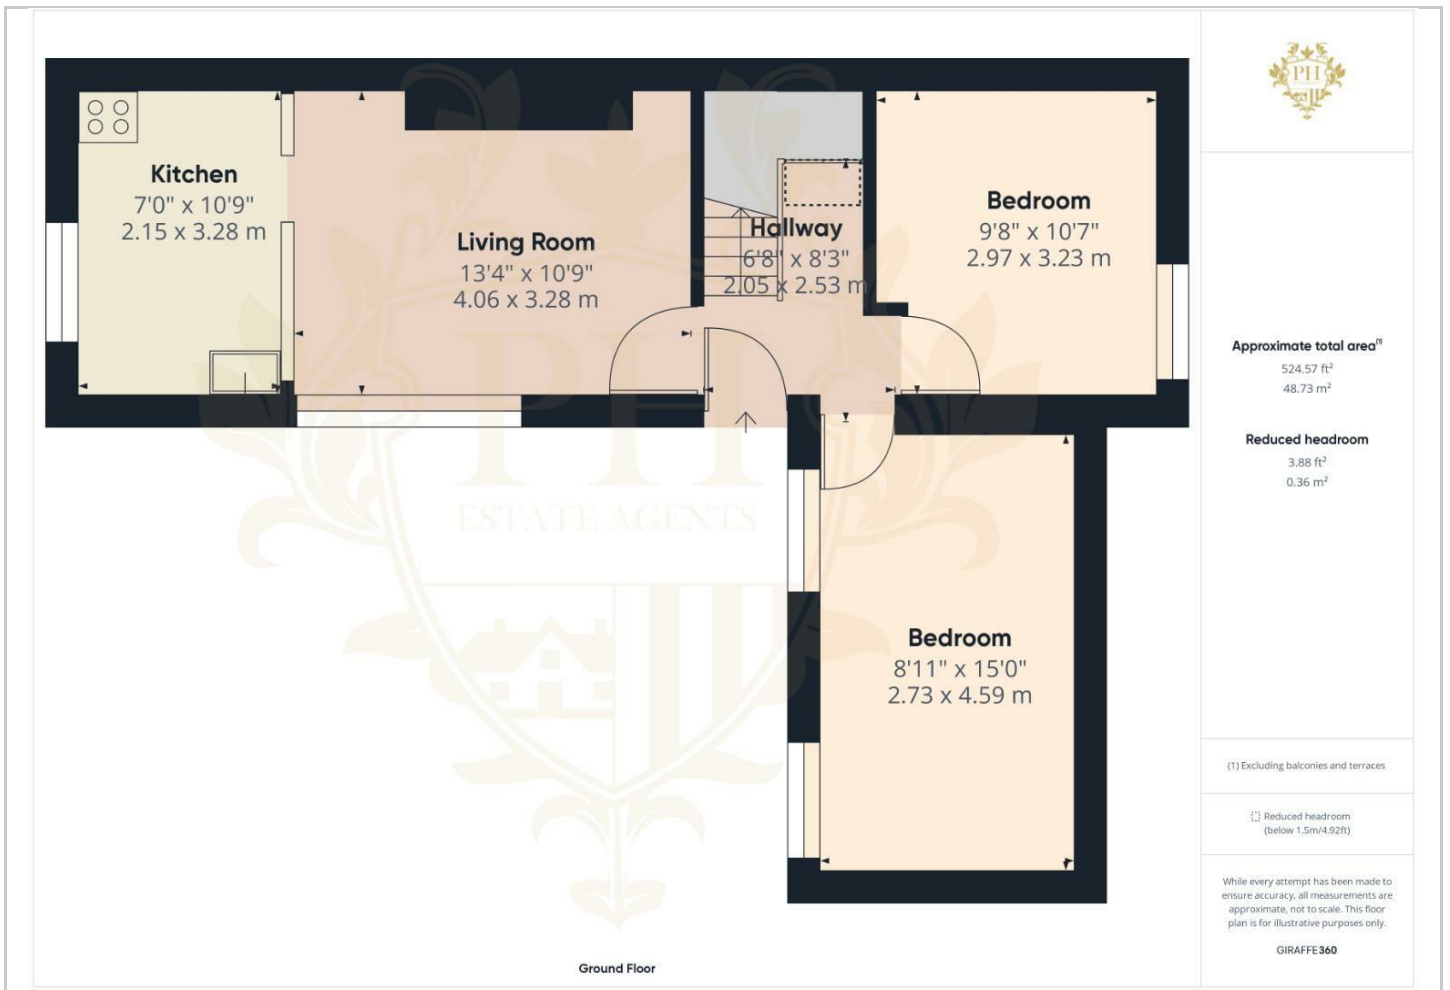 PH
Kitchen
7'0" x 10'9"
2.15 x 3.28 m
Living Room
13'4" x 10'9"
4.06 x 3.28 m
Hallway
6'8" x 8'3"
2.05 x 2.53 m
Bedroom
9'8" x 10'7"
2.97 x 3.23 m
Bedroom
8'11" x 15'0"
2.73 x 4.59 m
PH
ESTATE AGENTS
Ground Floor
Approximate total area(1)
524.57 ft²
48.73 m²
Reduced headroom
3.88 ft²
0.36 m²
(1) Excluding balconies and terraces
Reduced headroom
(below 1.5m/4.92ft)
While every attempt has been made to
ensure accuracy, all measurements are
approximate, not to scale. This floor
plan is for illustrative purposes only.
GIRAFFE360